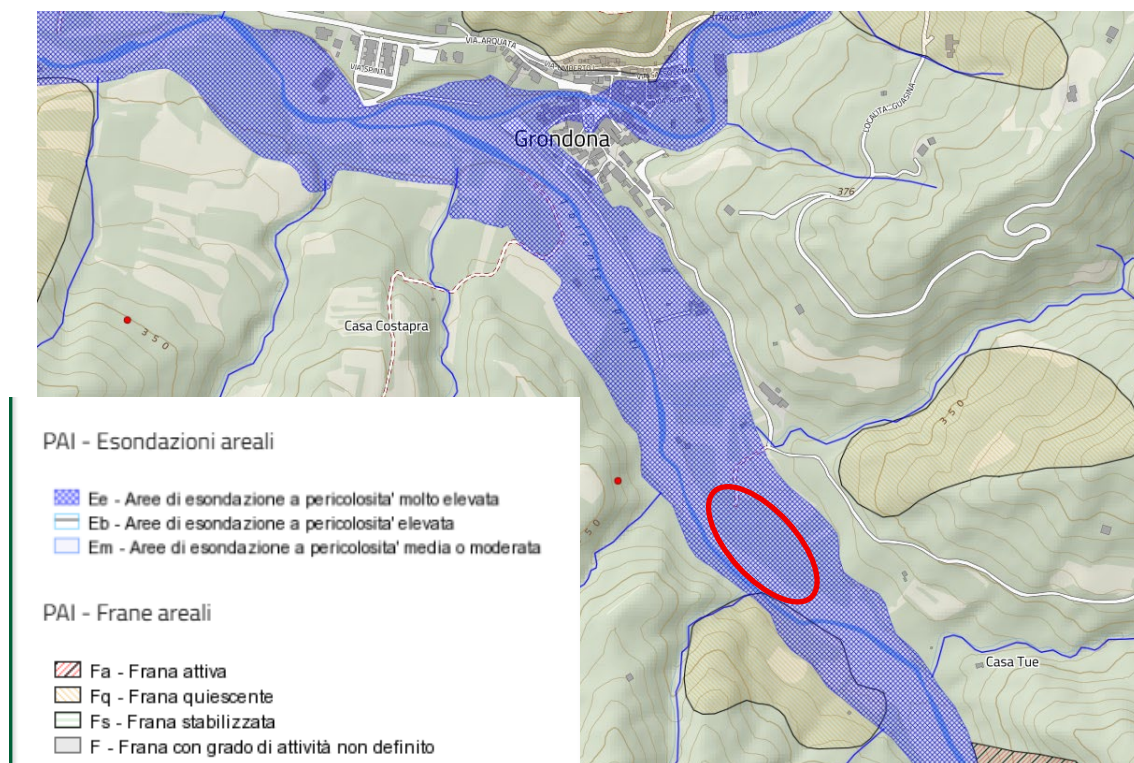 VIA ARQUATA
VIA SPINTI
Grondona
LOCALITA' GUASINA
376
Casa Costapra
350
350
350
Casa Tue
PAI - Esondazioni areali
Ee - Aree di esondazione a pericolosita' molto elevata
Eb - Aree di esondazione a pericolosita' elevata
Em - Aree di esondazione a pericolosita' media o moderata
PAI - Frane areali
Fa - Frana attiva
Fq - Frana quiescente
Fs - Frana stabilizzata
F - Frana con grado di attività non definito